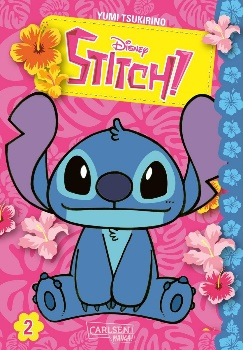 YUMI TSUKIRINO
Disney
STITCH!
2
CARLSEN
MANGA!